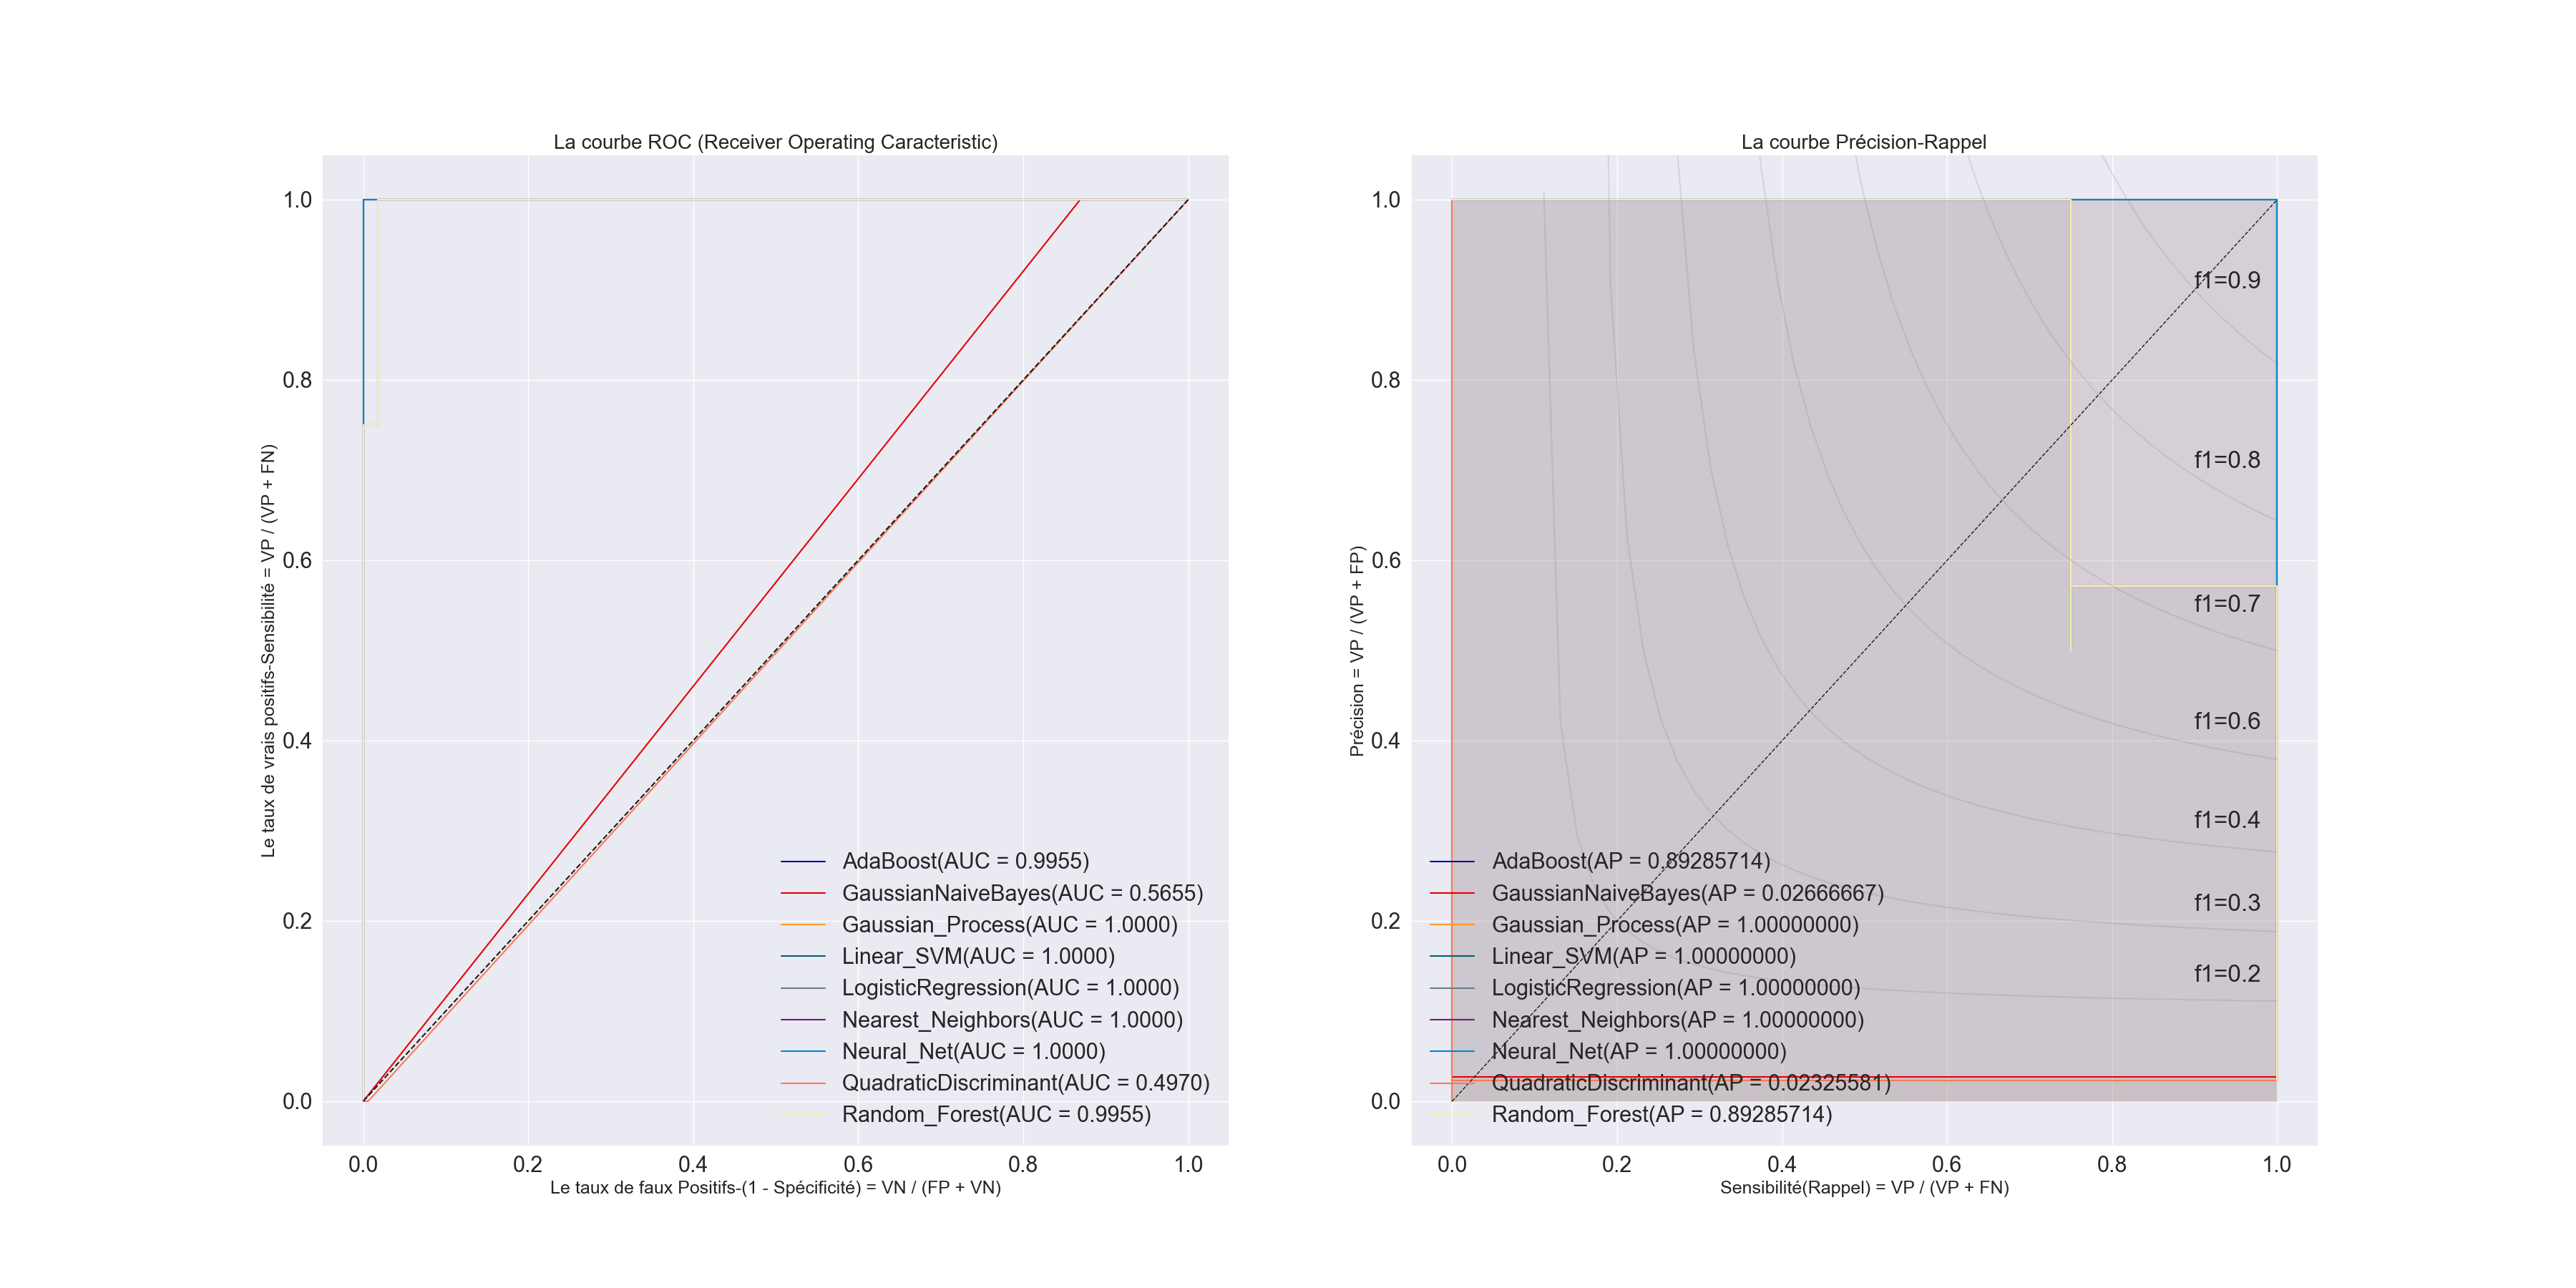 La courbe ROC (Receiver Operating Caracteristic)
1.0
0.8
0.6
0.4
0.2
0.0
Le taux de vrais positifs-Sensibilité = VP / (VP + FN)
AdaBoost(AUC = 0.9955)
GaussianNaiveBayes(AUC = 0.5655)
Gaussian_Process(AUC = 1.0000)
Linear_SVM(AUC = 1.0000)
LogisticRegression(AUC = 1.0000)
Nearest_Neighbors(AUC = 1.0000)
Neural_Net(AUC = 1.0000)
QuadraticDiscriminant(AUC = 0.4970)
Random_Forest(AUC = 0.9955)
0.0 0.2 0.4 0.6 0.8 1.0
Le taux de faux Positifs-(1 - Spécificité) = VN / (FP + VN)
La courbe Précision-Rappel
1.0
0.8
0.6
0.4
0.2
0.0
Précision = VP / (VP + FP)
f1=0.9
f1=0.8
f1=0.7
f1=0.6
f1=0.4
f1=0.3
f1=0.2
AdaBoost(AP = 0.89285714)
GaussianNaiveBayes(AP = 0.02666667)
Gaussian_Process(AP = 1.00000000)
Linear_SVM(AP = 1.00000000)
LogisticRegression(AP = 1.00000000)
Nearest_Neighbors(AP = 1.00000000)
Neural_Net(AP = 1.00000000)
QuadraticDiscriminant(AP = 0.02325581)
Random_Forest(AP = 0.89285714)
0.0 0.2 0.4 0.6 0.8 1.0
Sensibilité(Rappel) = VP / (VP + FN)